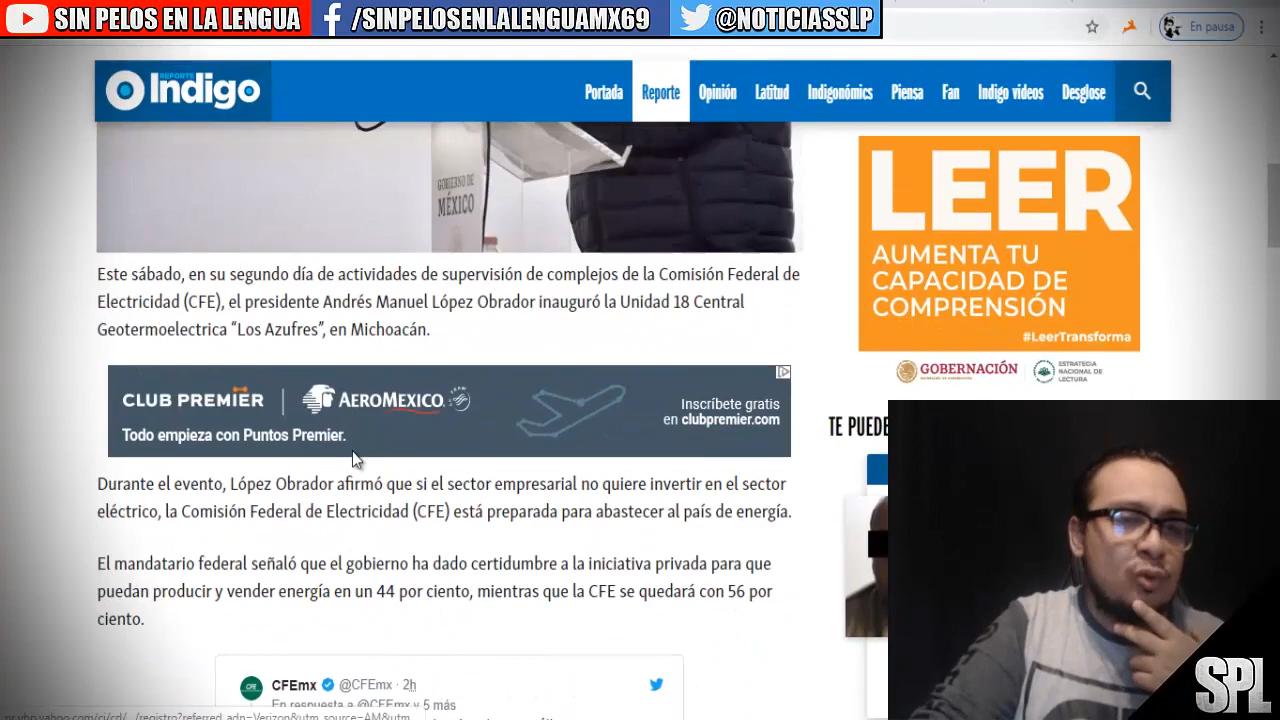 SIN PELOS EN LA LENGUA
/SINPELOSENLALENGUAMX69
@NOTICIASSLP
En pausa
REPORTE
Indigo
Portada
Reporte
Opinión
Latitud
Indigonómics
Piensa
Fan
Indigo videos
Desglose
GOBIERNO DE
MÉXICO
LEER
AUMENTA TU
CAPACIDAD DE
COMPRENSIÓN
#LeerTransforma
GOBERNACIÓN
ESTRATEGIA
NACIONAL DE
LECTURA
Este sábado, en su segundo día de actividades de supervisión de complejos de la Comisión Federal de
Electricidad (CFE), el presidente Andrés Manuel López Obrador inauguró la Unidad 18 Central
Geotermoelectrica “Los Azufres”, en Michoacán.
CLUB PREMIER
AEROMEXICO.
Todo empieza con Puntos Premier.
Inscríbete gratis
en clubpremier.com
TE PUEDE
Durante el evento, López Obrador afirmó que si el sector empresarial no quiere invertir en el sector
eléctrico, la Comisión Federal de Electricidad (CFE) está preparada para abastecer al país de energía.
El mandatario federal señaló que el gobierno ha dado certidumbre a la iniciativa privada para que
puedan producir y vender energía en un 44 por ciento, mientras que la CFE se quedará con 56 por
ciento.
CFEmx @CFEmx · 2h
En respuesta a @CFEmx y 5 más
SPL